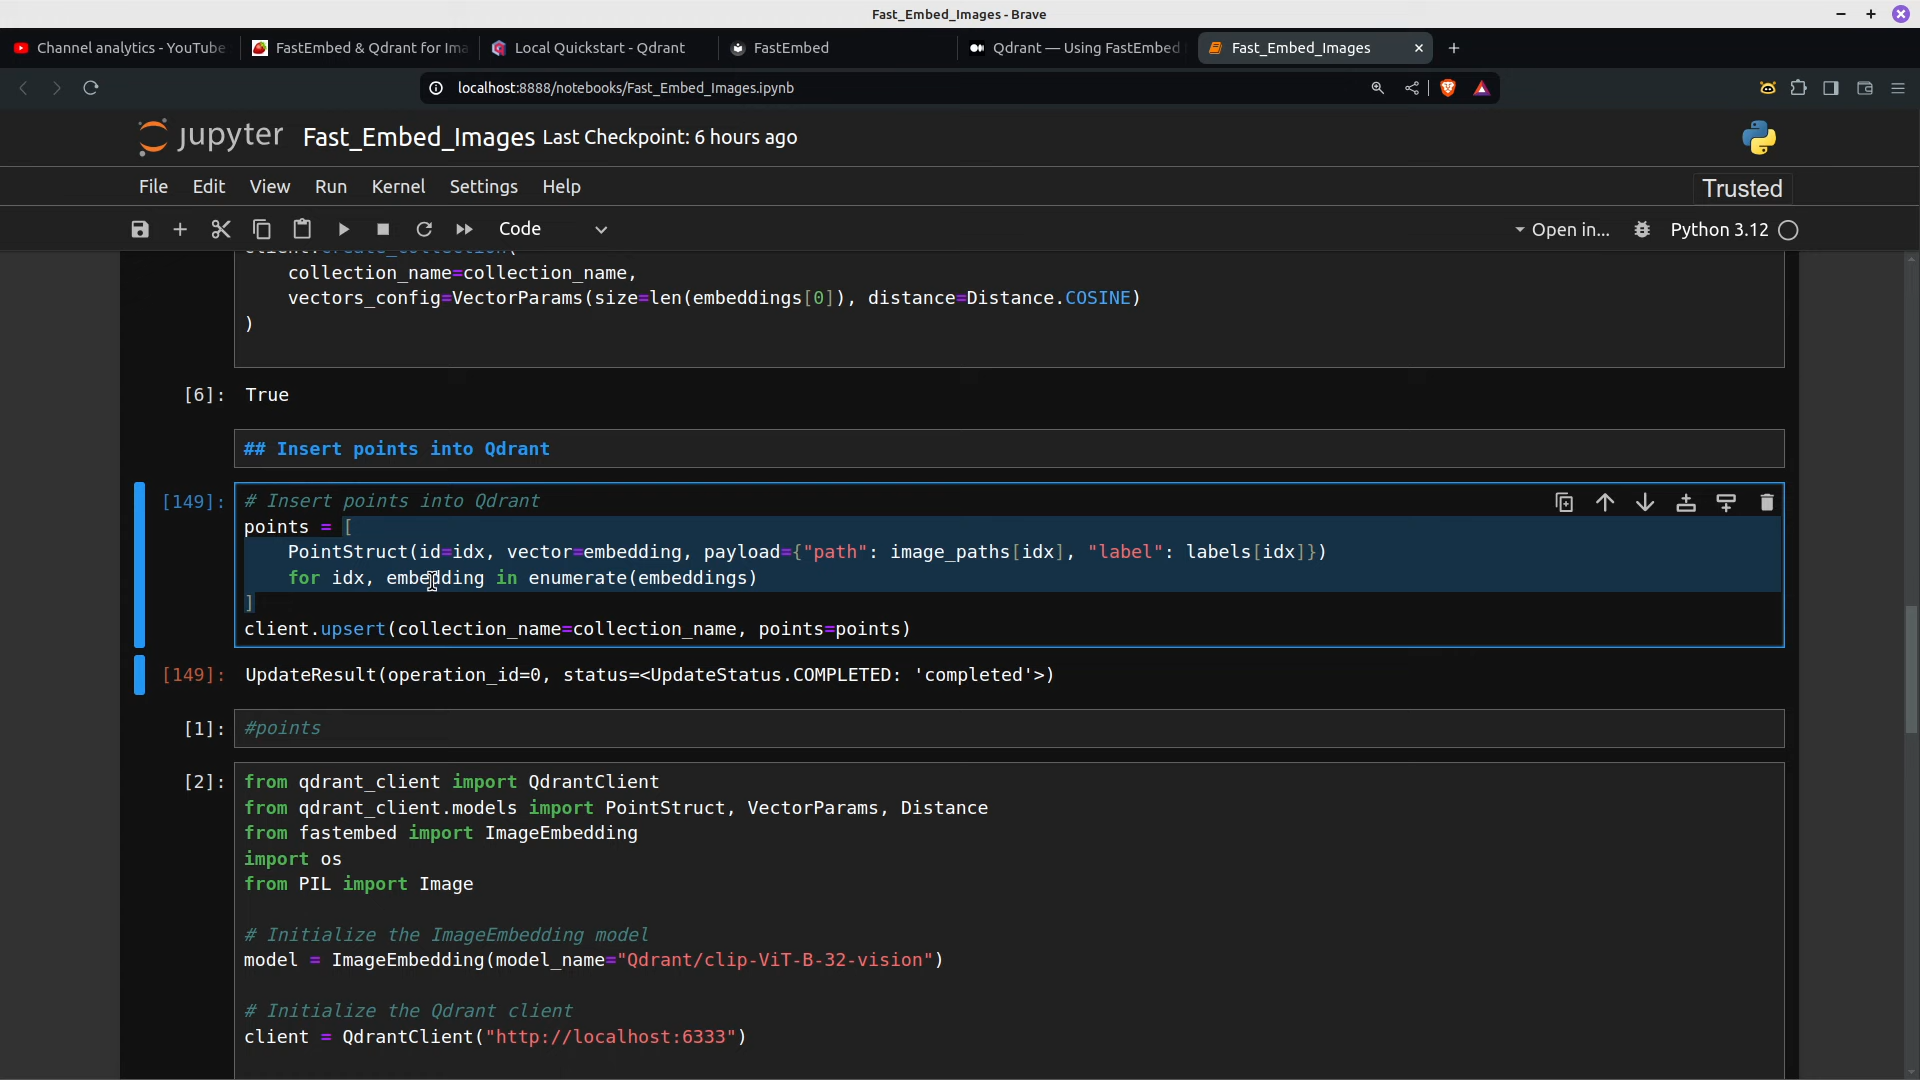 Fast_Embed_Images - Brave
Channel analytics - YouTube
FastEmbed & Qdrant for Ima
Local Quickstart - Qdrant
FastEmbed
Qdrant — Using FastEmbed
Fast_Embed_Images
localhost:8888/notebooks/Fast_Embed_Images.ipynb
jupyter Fast_Embed_Images Last Checkpoint: 6 hours ago
File Edit View Run Kernel Settings Help
Trusted
Code
Open in...
Python 3.12
client.create_collection(
collection_name=collection_name,
vectors_config=VectorParams(size=len(embeddings[0]), distance=Distance.COSINE)
)
[6]: True
## Insert points into Qdrant
[149]: # Insert points into Qdrant
points = [
PointStruct(id=idx, vector=embedding, payload={"path": image_paths[idx], "label": labels[idx]})
for idx, embedding in enumerate(embeddings)
]
client.upsert(collection_name=collection_name, points=points)
[149]: UpdateResult(operation_id=0, status=<UpdateStatus.COMPLETED: 'completed'>)
[1]: #points
[2]: from qdrant_client import QdrantClient
from qdrant_client.models import PointStruct, VectorParams, Distance
from fastembed import ImageEmbedding
import os
from PIL import Image
# Initialize the ImageEmbedding model
model = ImageEmbedding(model_name="Qdrant/clip-ViT-B-32-vision")
# Initialize the Qdrant client
client = QdrantClient("http://localhost:6333")